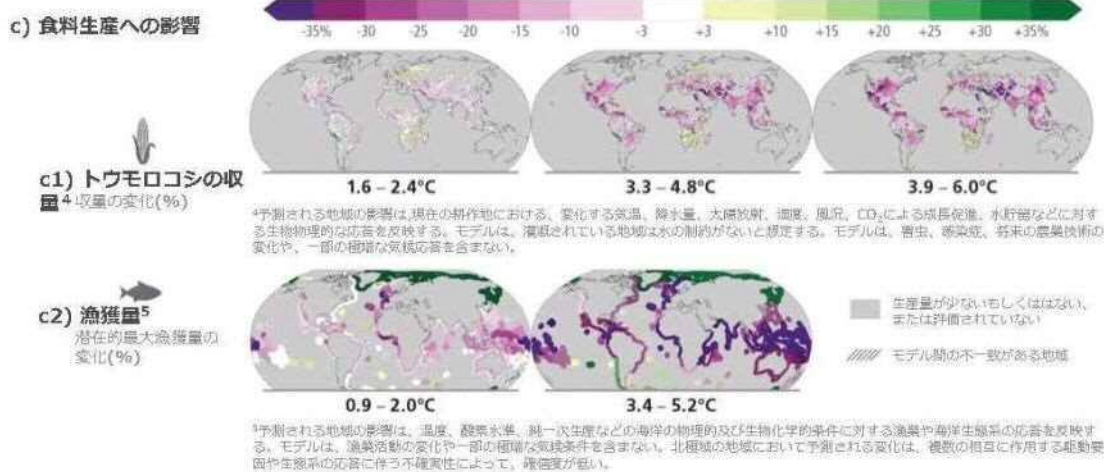 c) 食料生産への影響
-35% -30 -25 -20 -15 -10 -3 +3 +10 +15 +20 +25 +30 +35%
c1) トウモロコシの収
量⁴ 収量の変化(%)
1.6 – 2.4°C
3.3 – 4.8°C
3.9 – 6.0°C
⁴予測される地域の影響は、現在の耕作地における、変化する気温、降水量、太陽放射、湿度、風況、CO₂による成長促進、水貯留などに対す
る生物物理的な応答を反映する。モデルは、灌漑されている地域は水の制約がないと想定する。モデルは、害虫、感染症、将来の農業技術の
変化や、一部の極端な気候応答を含まない。
c2) 漁獲量⁵
潜在的最大漁獲量の
変化(%)
0.9 – 2.0°C
3.4 – 5.2°C
生産量が少ないもしくははない、
または評価されていない
モデル間の不一致がある地域
⁵予測される地域の影響は、温度、酸素水準、純一次生産などの海洋の物理的及び生物化学的条件に対する漁業や海洋生態系の応答を反映す
る。モデルは、漁業活動の変化や一部の極端な気候条件を含まない。北極域の地域において予測される変化は、複数の相互に作用する駆動要
因や生態系の応答に伴う不確実性によって、確信度が低い。